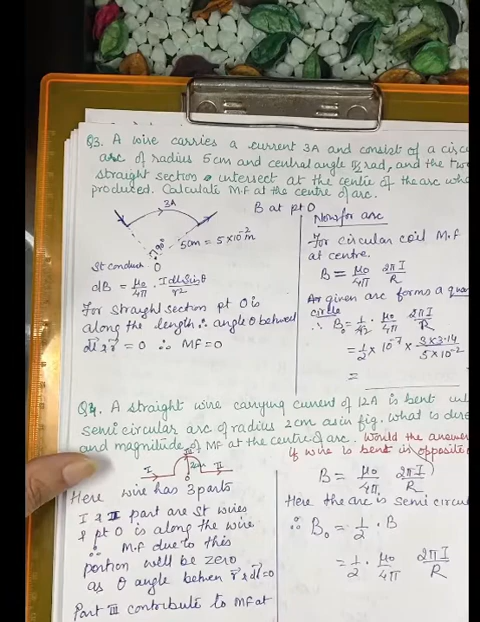 Q3. A wire carries a current 3A and consist of a circu
arc of radius 5cm and central angle π/2 rad, and the two
straight section intersect at the centre of the arc whe
produced. Calculate M.F at the centre of arc.
3A
90°
5cm = 5×10⁻²m
O
B at pt O
St conduct
dB = μ₀/4π · Idl Sinθ/r²
For straight section pt O is
along the length ∴ angle θ between
dl⃗ & r⃗ = 0 ∴ MF = 0
Now for arc
For circular coil M.F
at centre.
B = μ₀/4π 2πI/R
As given arc forms a quar
circle
∴ B₀ = 1/4 · μ₀/4π 2πI/R
= 1/2 × 10⁻⁷ × 3×3·14/5×10⁻²
=
Q4. A straight wire carrying current of 12A is bent int
semi circular arc of radius 2cm as in fig. what is dire
and magnitude of MF at the centre of arc. Would the answer
if wire is bent in opposite
I
III
2cm
II
O
Here wire has 3 parts
I & II part are St wires
& pt O is along the wire
∴ M.F due to this
portion will be zero
as θ angle between r⃗ & dl⃗ = 0
Part III contribute to MF at
B = μ₀/4π 2πI/R
Here the arc is semi circu
∴ B₀ = 1/2 · B
= 1/2 · μ₀/4π 2πI/R